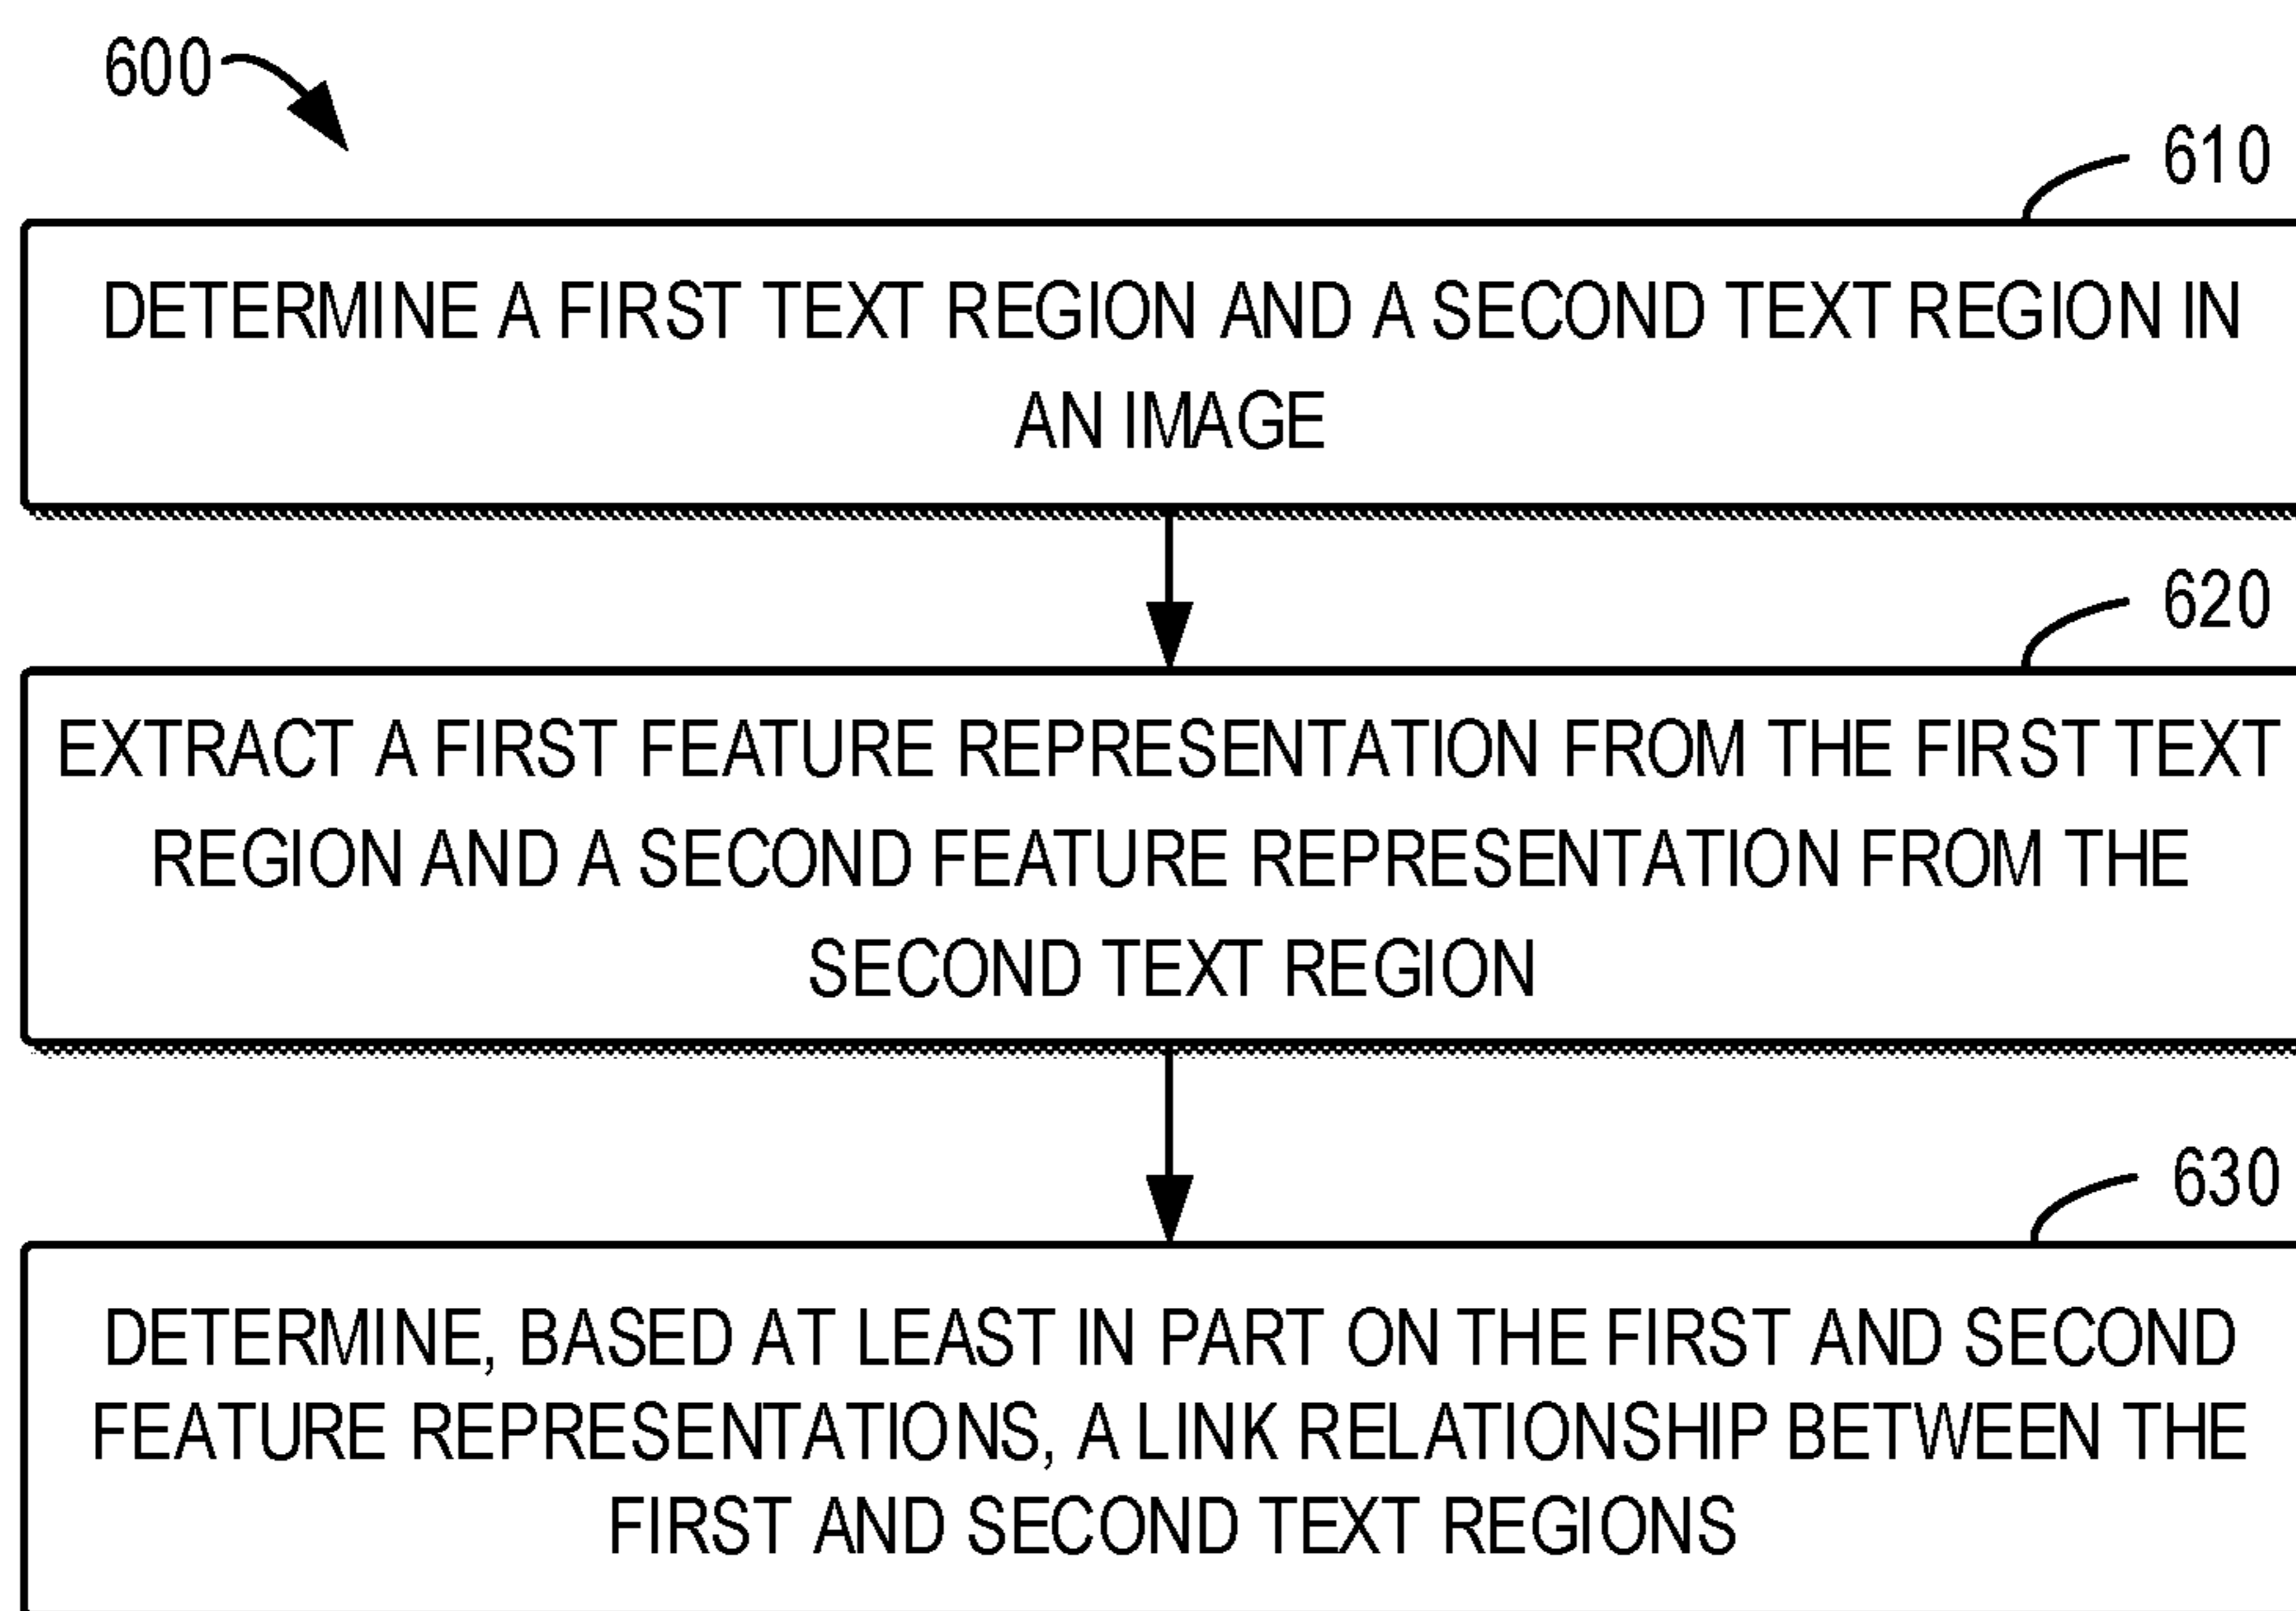 600
610
DETERMINE A FIRST TEXT REGION AND A SECOND TEXT REGION IN
AN IMAGE
620
EXTRACT A FIRST FEATURE REPRESENTATION FROM THE FIRST TEXT
REGION AND A SECOND FEATURE REPRESENTATION FROM THE
SECOND TEXT REGION
630
DETERMINE, BASED AT LEAST IN PART ON THE FIRST AND SECOND
FEATURE REPRESENTATIONS, A LINK RELATIONSHIP BETWEEN THE
FIRST AND SECOND TEXT REGIONS